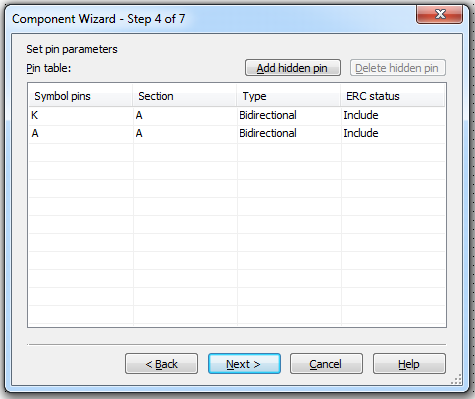 Component Wizard - Step 4 of 7
Set pin parameters
Pin table: Add hidden pin Delete hidden pin
Symbol pins Section Type ERC status
K A Bidirectional Include
A A Bidirectional Include
< Back Next > Cancel Help